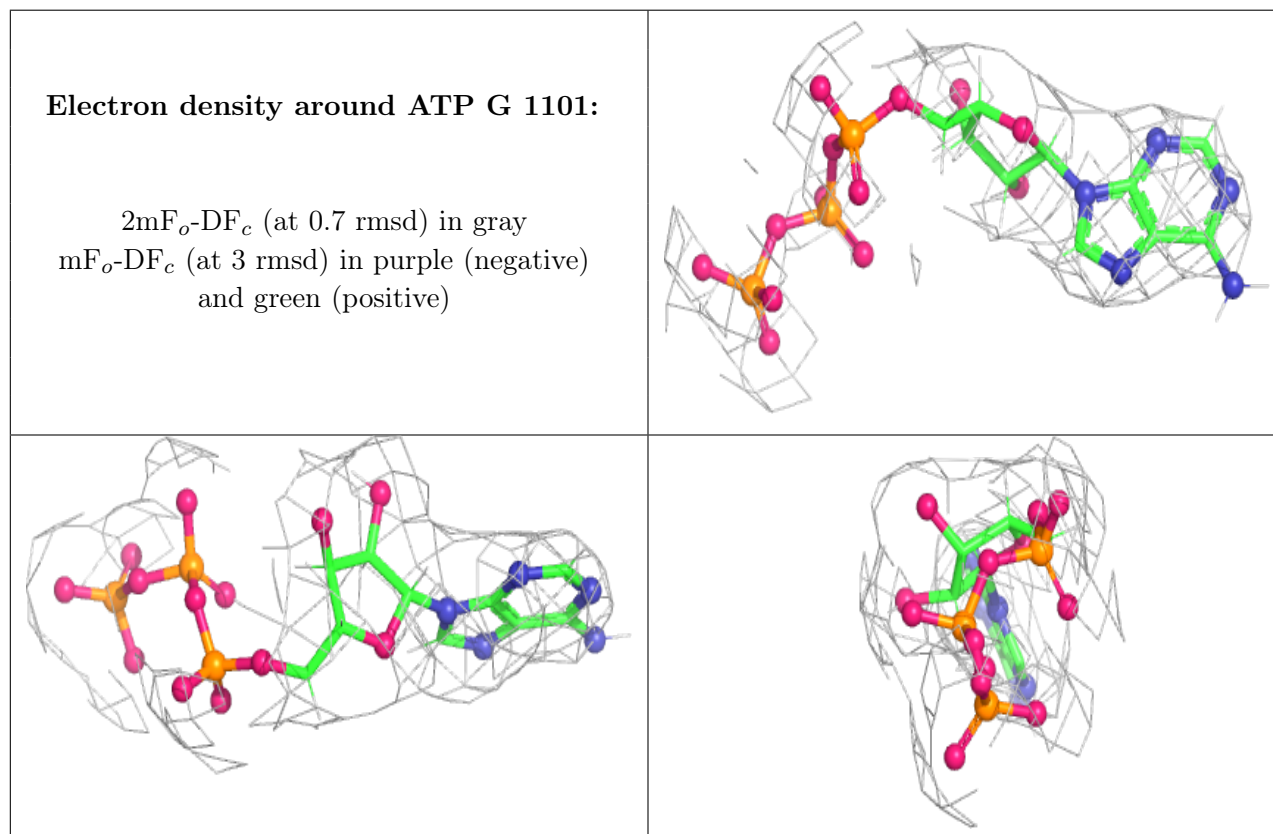 Electron density around ATP G 1101:
2mFo-DFc (at 0.7 rmsd) in gray
mFo-DFc (at 3 rmsd) in purple (negative)
and green (positive)